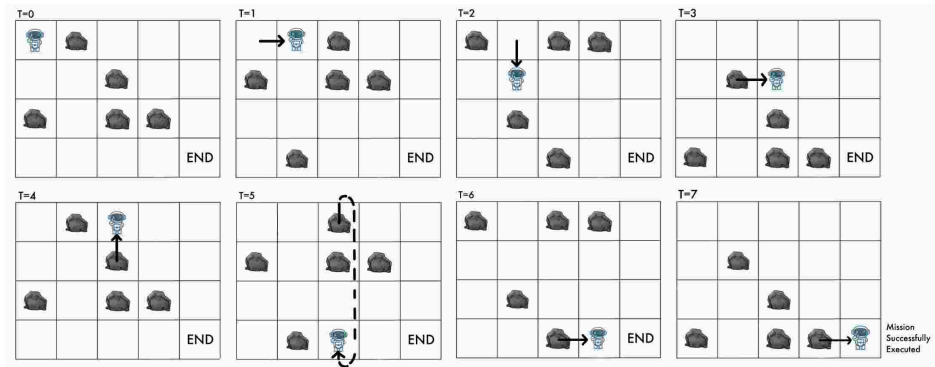 T=0
T=1
T=2
T=3
END
END
END
END
T=4
T=5
T=6
T=7
END
END
END
Mission
Successfully
Executed